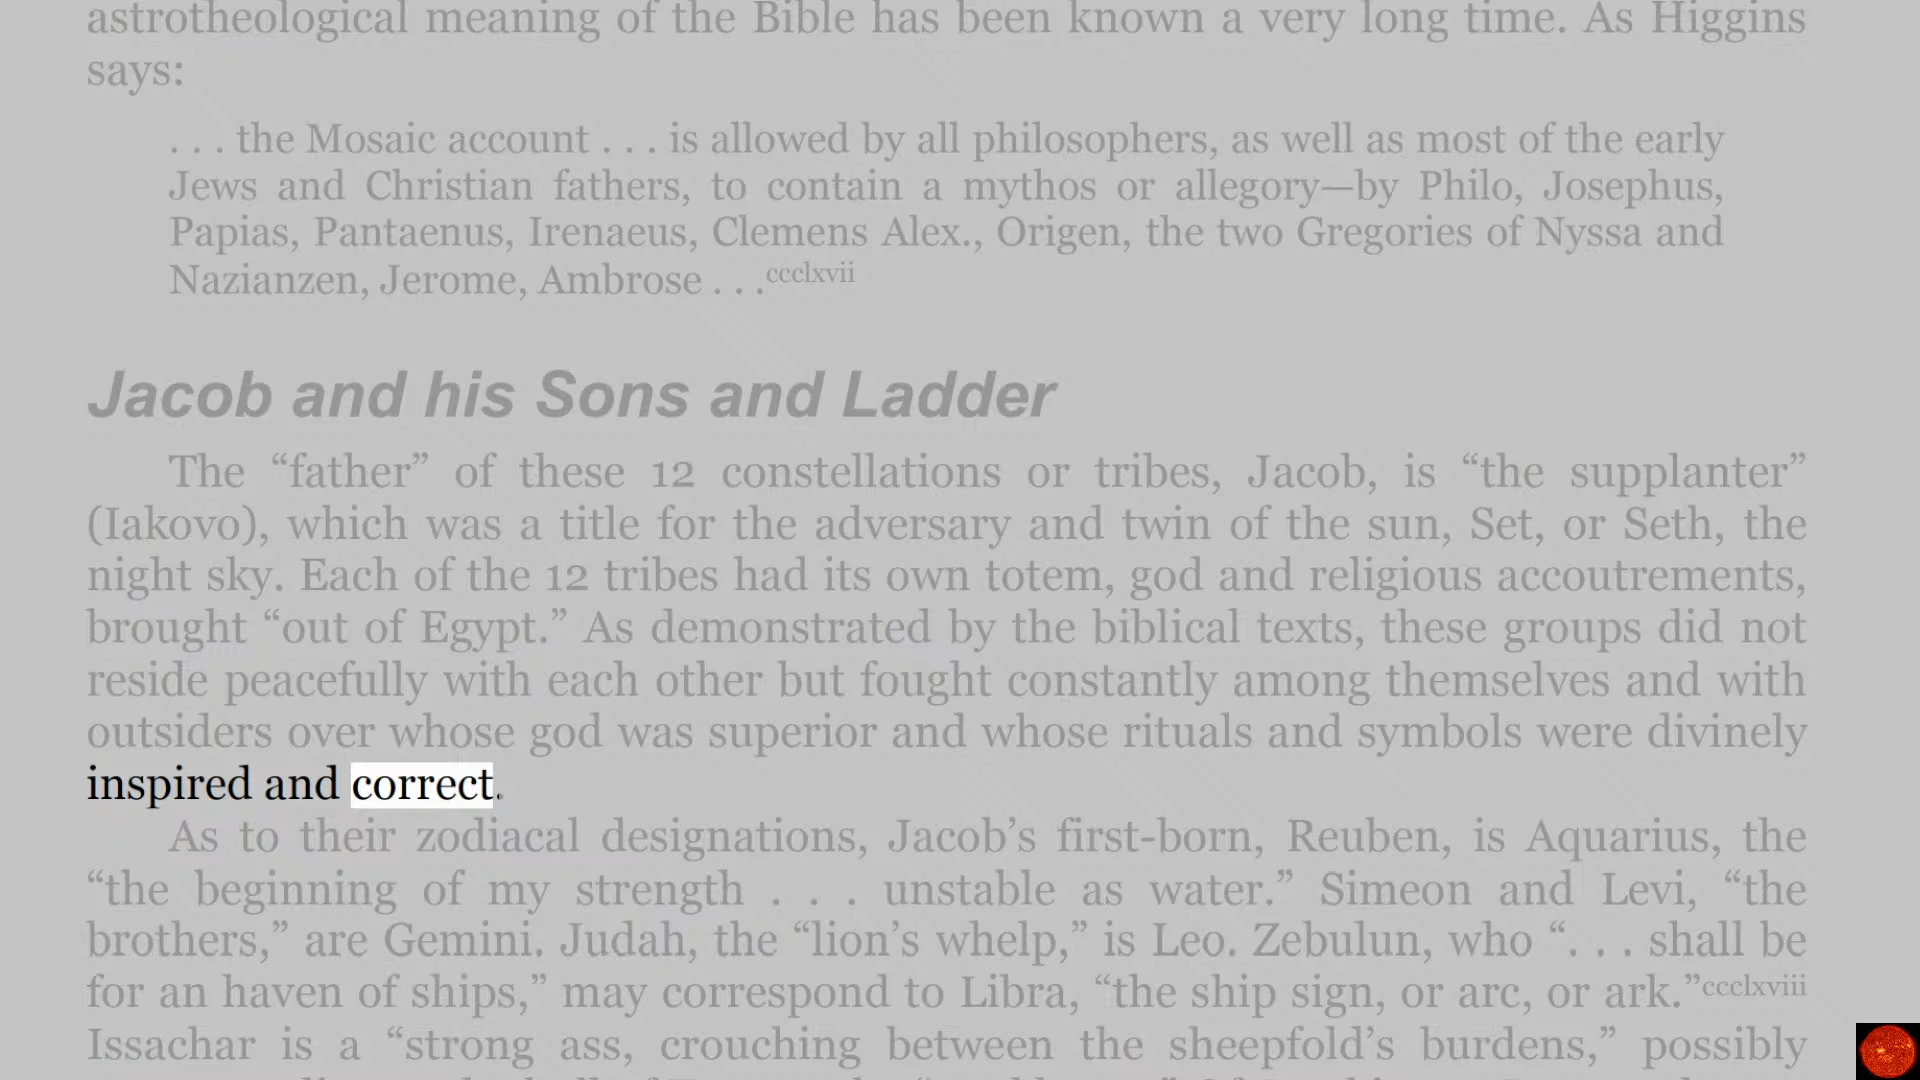 astrotheological meaning of the Bible has been known a very long time. As Higgins
says:
. . . the Mosaic account . . . is allowed by all philosophers, as well as most of the early
Jews and Christian fathers, to contain a mythos or allegory—by Philo, Josephus,
Papias, Pantaenus, Irenaeus, Clemens Alex., Origen, the two Gregories of Nyssa and
Nazianzen, Jerome, Ambrose . . .ccclxvii
Jacob and his Sons and Ladder
The “father” of these 12 constellations or tribes, Jacob, is “the supplanter”
(Iakovo), which was a title for the adversary and twin of the sun, Set, or Seth, the
night sky. Each of the 12 tribes had its own totem, god and religious accoutrements,
brought “out of Egypt.” As demonstrated by the biblical texts, these groups did not
reside peacefully with each other but fought constantly among themselves and with
outsiders over whose god was superior and whose rituals and symbols were divinely
inspired and correct.
As to their zodiacal designations, Jacob’s first-born, Reuben, is Aquarius, the
“the beginning of my strength . . . unstable as water.” Simeon and Levi, “the
brothers,” are Gemini. Judah, the “lion’s whelp,” is Leo. Zebulun, who “. . . shall be
for an haven of ships,” may correspond to Libra, “the ship sign, or arc, or ark.”ccclxviii
Issachar is a “strong ass, crouching between the sheepfold’s burdens,” possibly